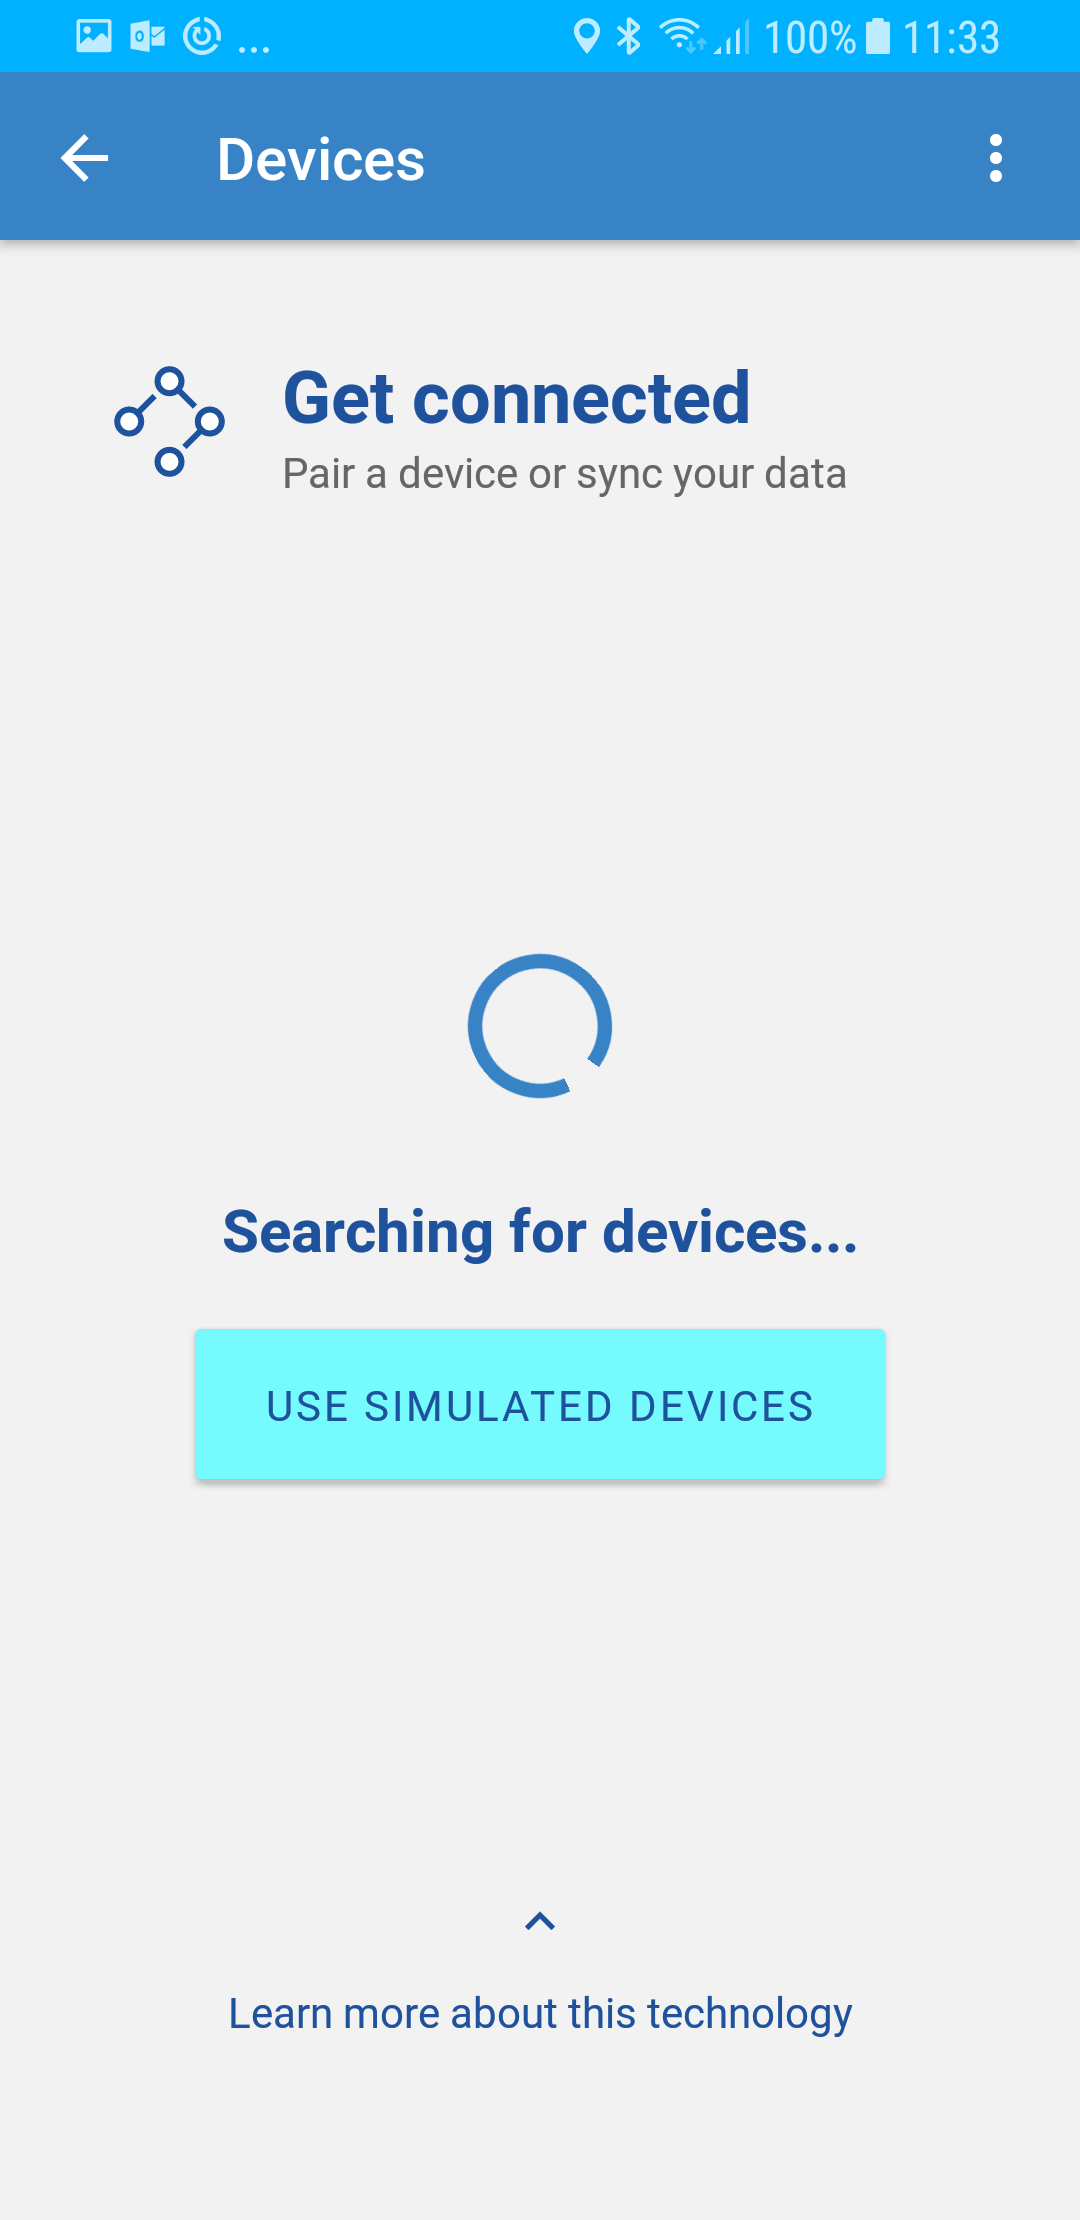 ... 100% 11:33
Devices
Get connected
Pair a device or sync your data
Searching for devices...
USE SIMULATED DEVICES
Learn more about this technology